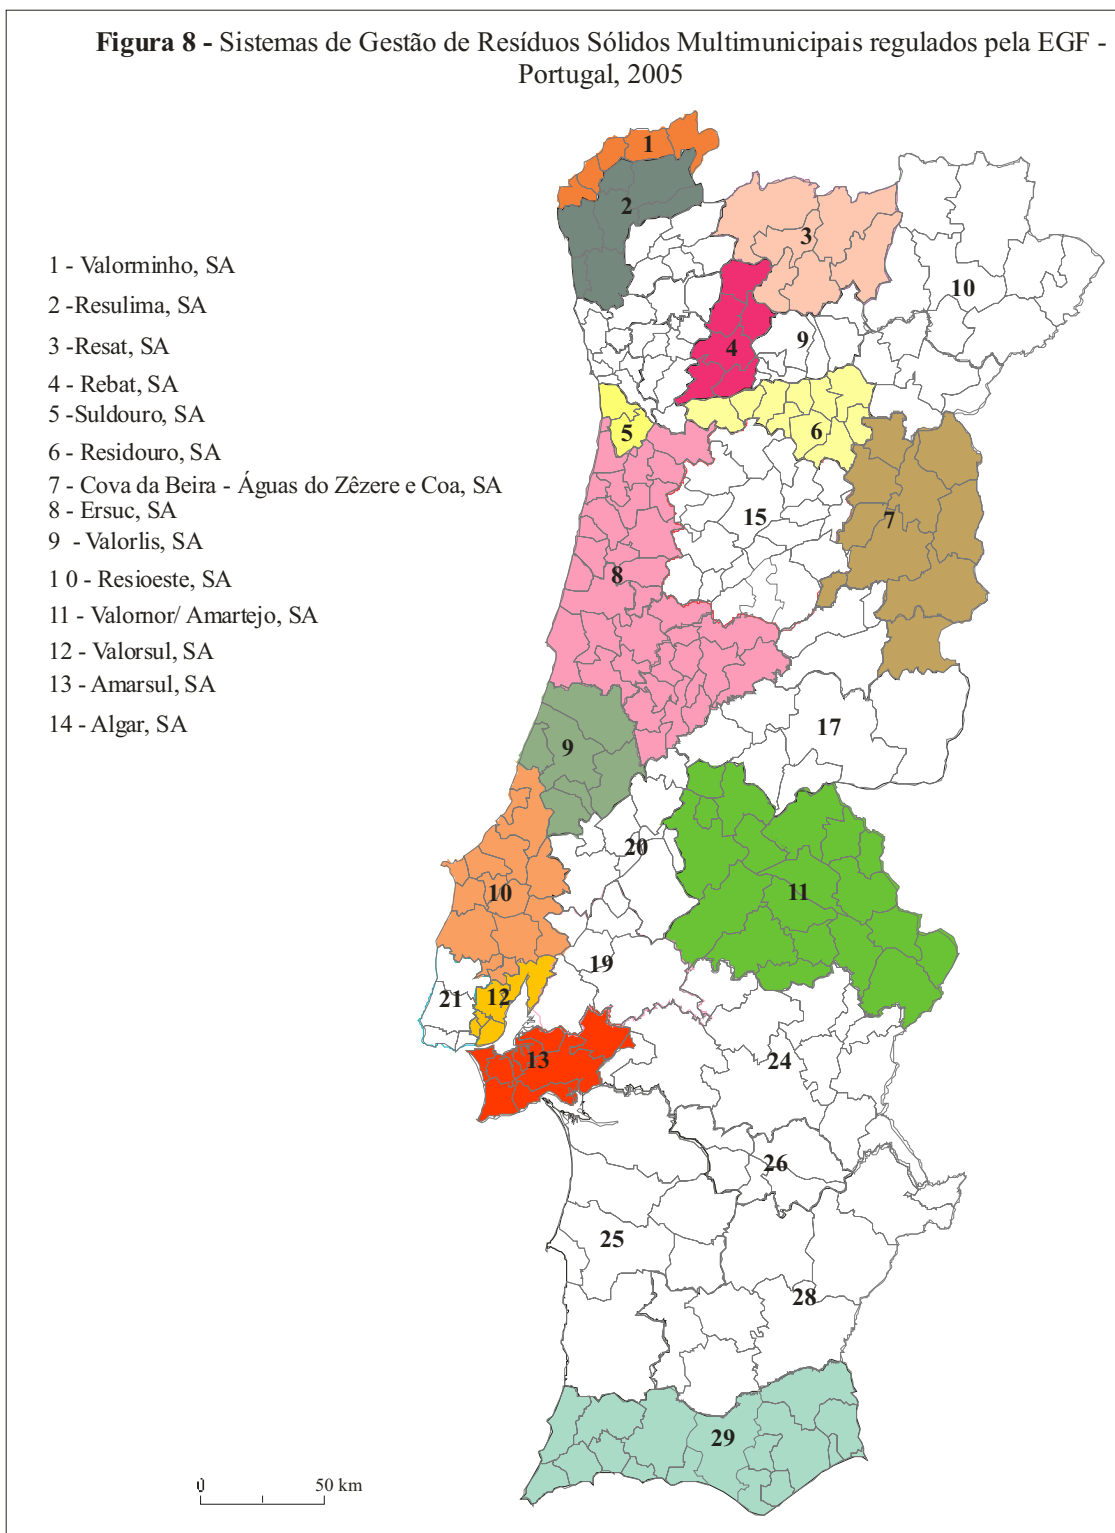 Figura 8 - Sistemas de Gestão de Resíduos Sólidos Multimunicipais regulados pela EGF -
Portugal, 2005
1 - Valorminho, SA
2 -Resulima, SA
3 -Resat, SA
4 - Rebat, SA
5 -Suldouro, SA
6 - Residouro, SA
7 - Cova da Beira - Águas do Zêzere e Coa, SA
8 - Ersuc, SA
9 - Valorlis, SA
1 0 - Resioeste, SA
11 - Valornor/ Amartejo, SA
12 - Valorsul, SA
13 - Amarsul, SA
14 - Algar, SA
1
2
3
10
4
9
5
6
7
15
8
17
9
20
11
10
19
21
12
13
24
26
25
28
29
0 50 km